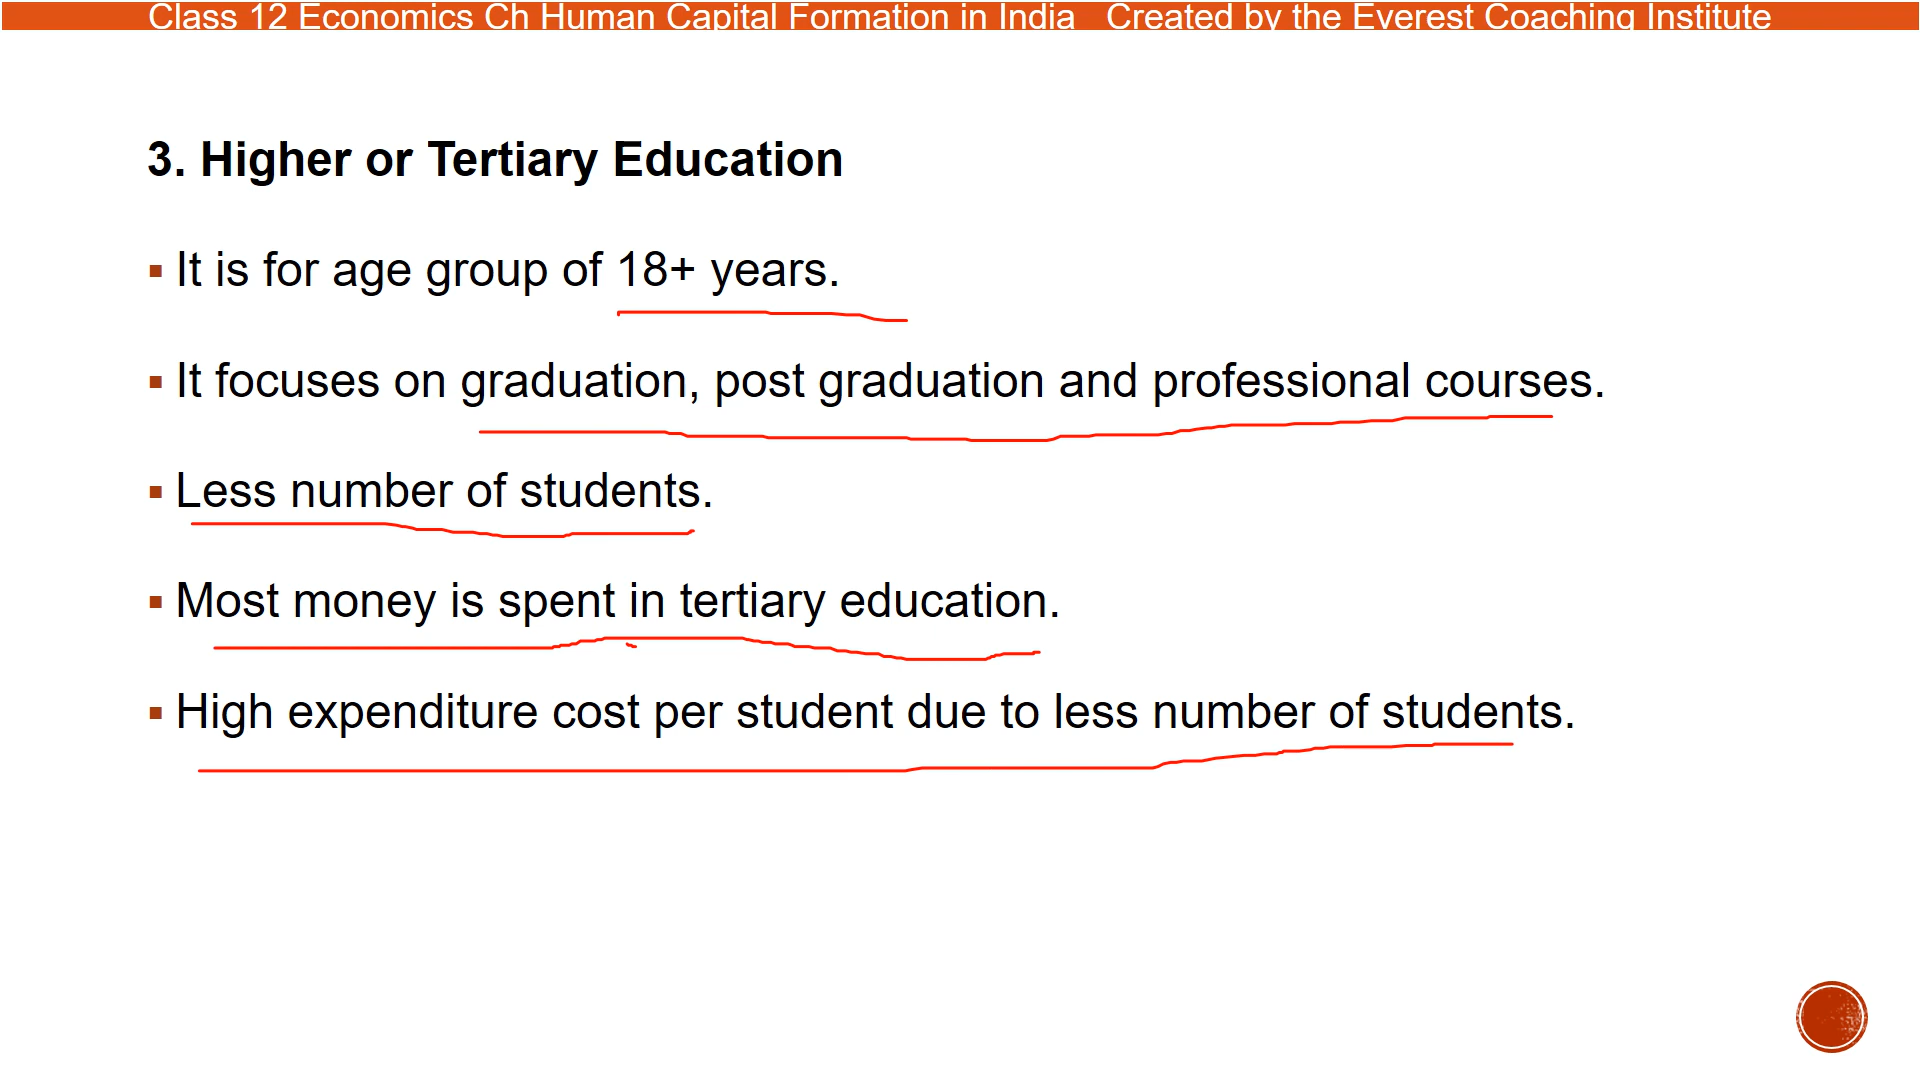 Class 12 Economics Ch Human Capital Formation in India Created by the Everest Coaching Institute
3. Higher or Tertiary Education
▪ It is for age group of 18+ years.
▪ It focuses on graduation, post graduation and professional courses.
▪ Less number of students.
▪ Most money is spent in tertiary education.
▪ High expenditure cost per student due to less number of students.